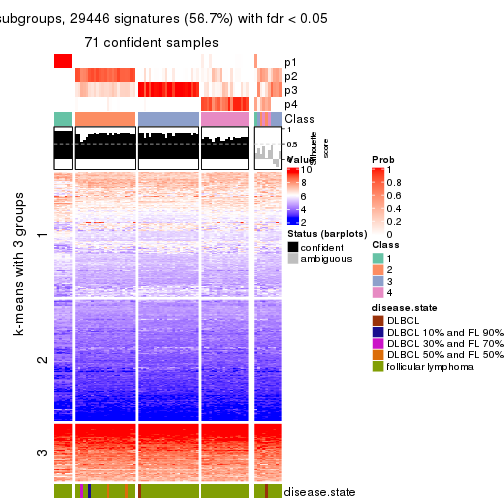 subgroups, 29446 signatures (56.7%) with fdr < 0.05
71 confident samples
p1
p2
p3
p4
Class
1
0.5
0
Silhouette
score
k-means with 3 groups
1
2
3
disease.state
Value
10
8
6
4
2
Status (barplots)
confident
ambiguous
Prob
1
0.8
0.6
0.4
0.2
0
Class
1
2
3
4
disease.state
DLBCL
DLBCL 10% and FL 90%
DLBCL 30% and FL 70%
DLBCL 50% and FL 50%
follicular lymphoma